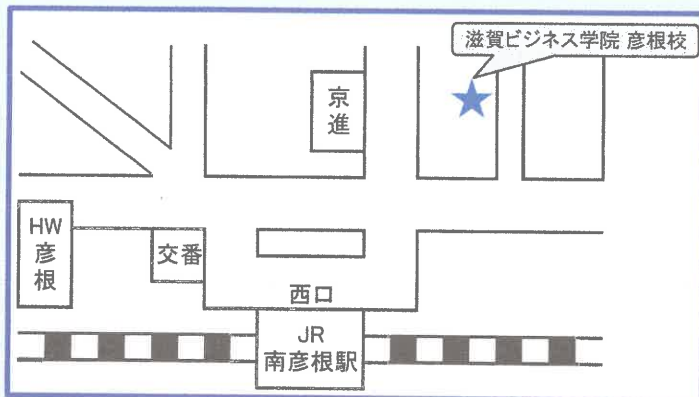 滋賀ビジネス学院 彦根校
京進
HW
彦根
交番
西口
JR
南彦根駅